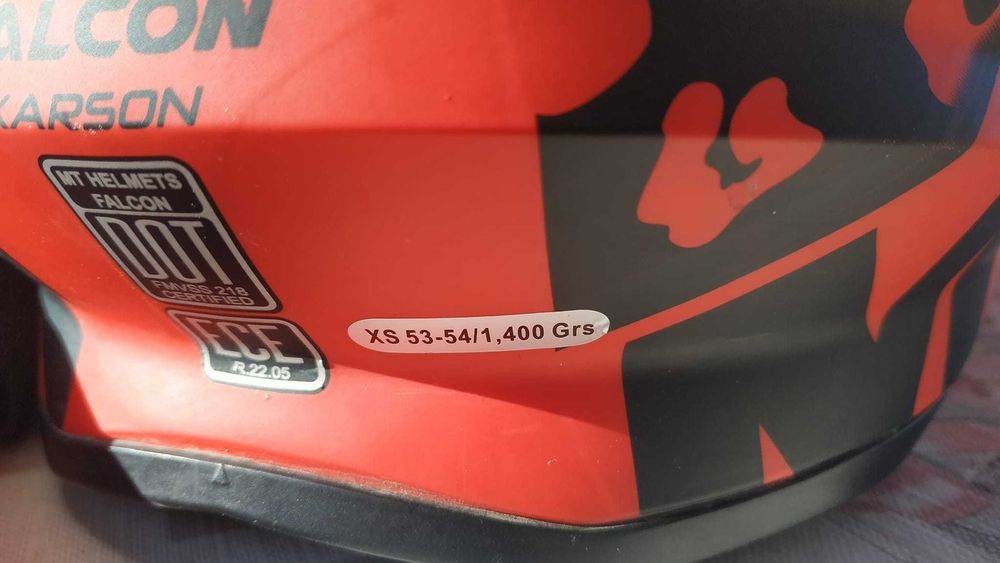 ALCON
KARSON
MT HELMETS
FALCON
DOT
FMVSS 218
CERTIFIED
ECE
R.22.05
XS 53-54/1,400 Grs